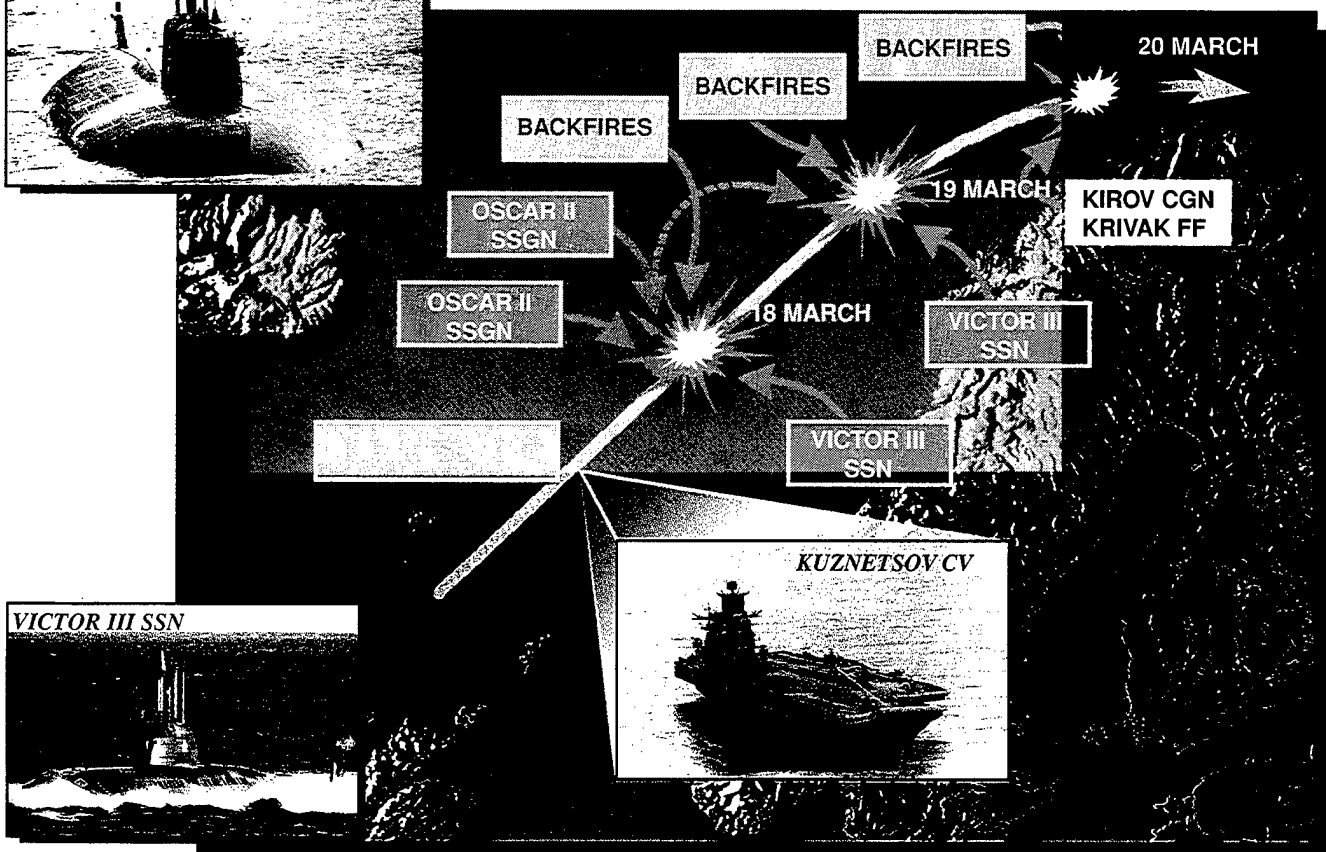 BACKFIRES
20 MARCH
BACKFIRES
BACKFIRES
OSCAR II
SSGN
19 MARCH
KIROV CGN
KRIVAK FF
OSCAR II
SSGN
18 MARCH
VICTOR III
SSN
VICTOR III
SSN
KUZNETSOV CV
VICTOR III SSN